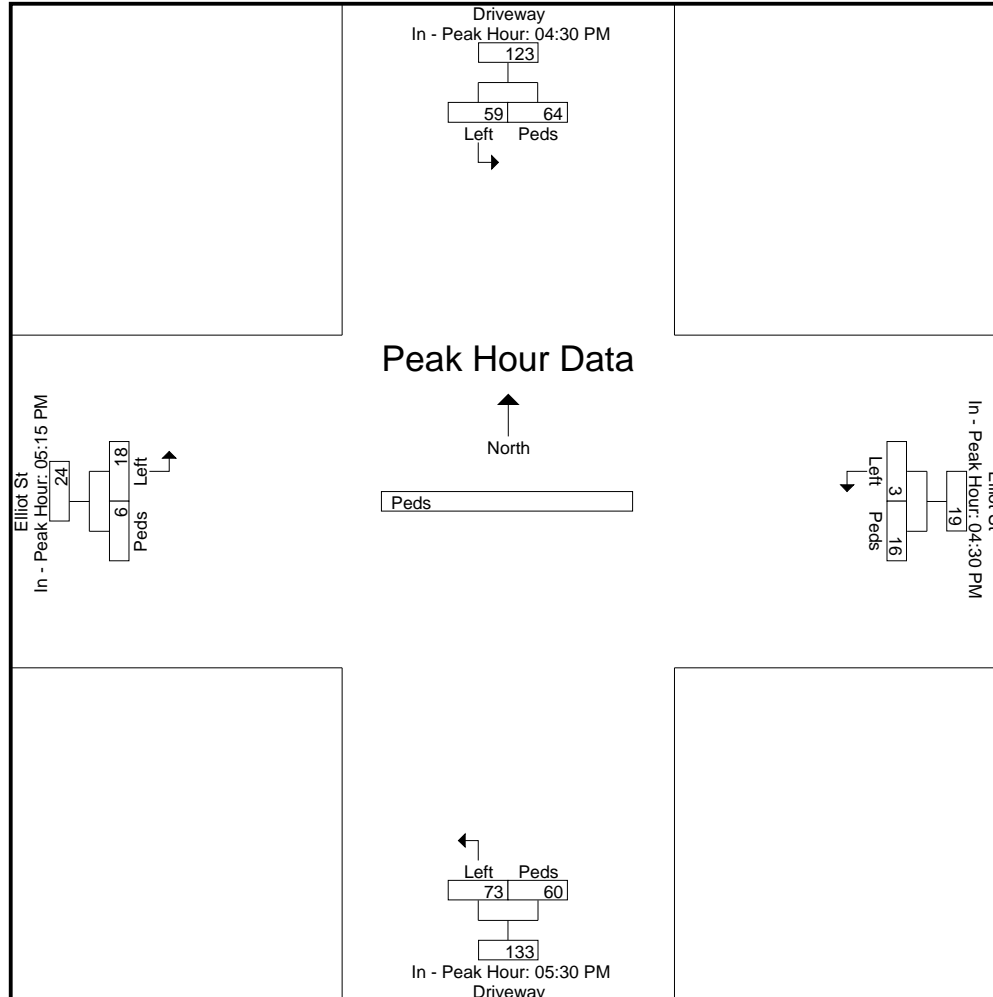 Driveway
In - Peak Hour: 04:30 PM
123
59 64
Left Peds
Peak Hour Data
North
Peds
Elliot St
In - Peak Hour: 05:15 PM
24
18 6
Left Peds
Elliot St
In - Peak Hour: 04:30 PM
19
3 16
Left Peds
Left Peds
73 60
133
In - Peak Hour: 05:30 PM
Driveway